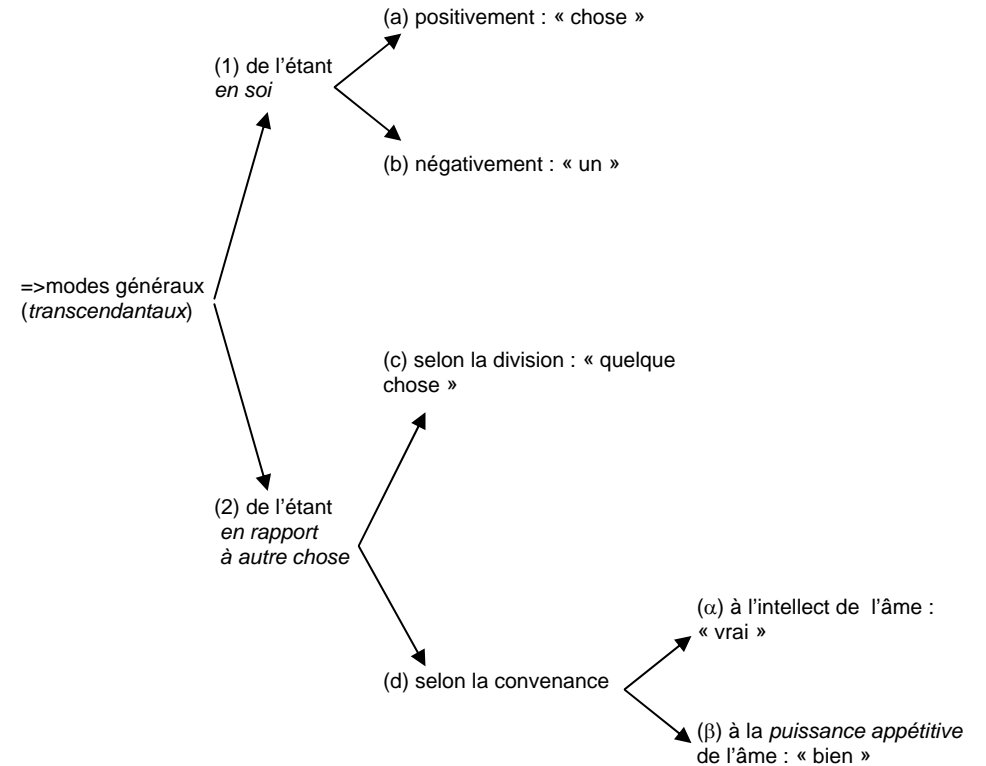 (a) positivement : « chose »
(1) de l’étant
en soi
(b) négativement : « un »
=>modes généraux
(transcendantaux)
(c) selon la division : « quelque
chose »
(2) de l’étant
en rapport
à autre chose
(α) à l’intellect de l’âme :
« vrai »
(d) selon la convenance
(β) à la puissance appétitive
de l’âme : « bien »